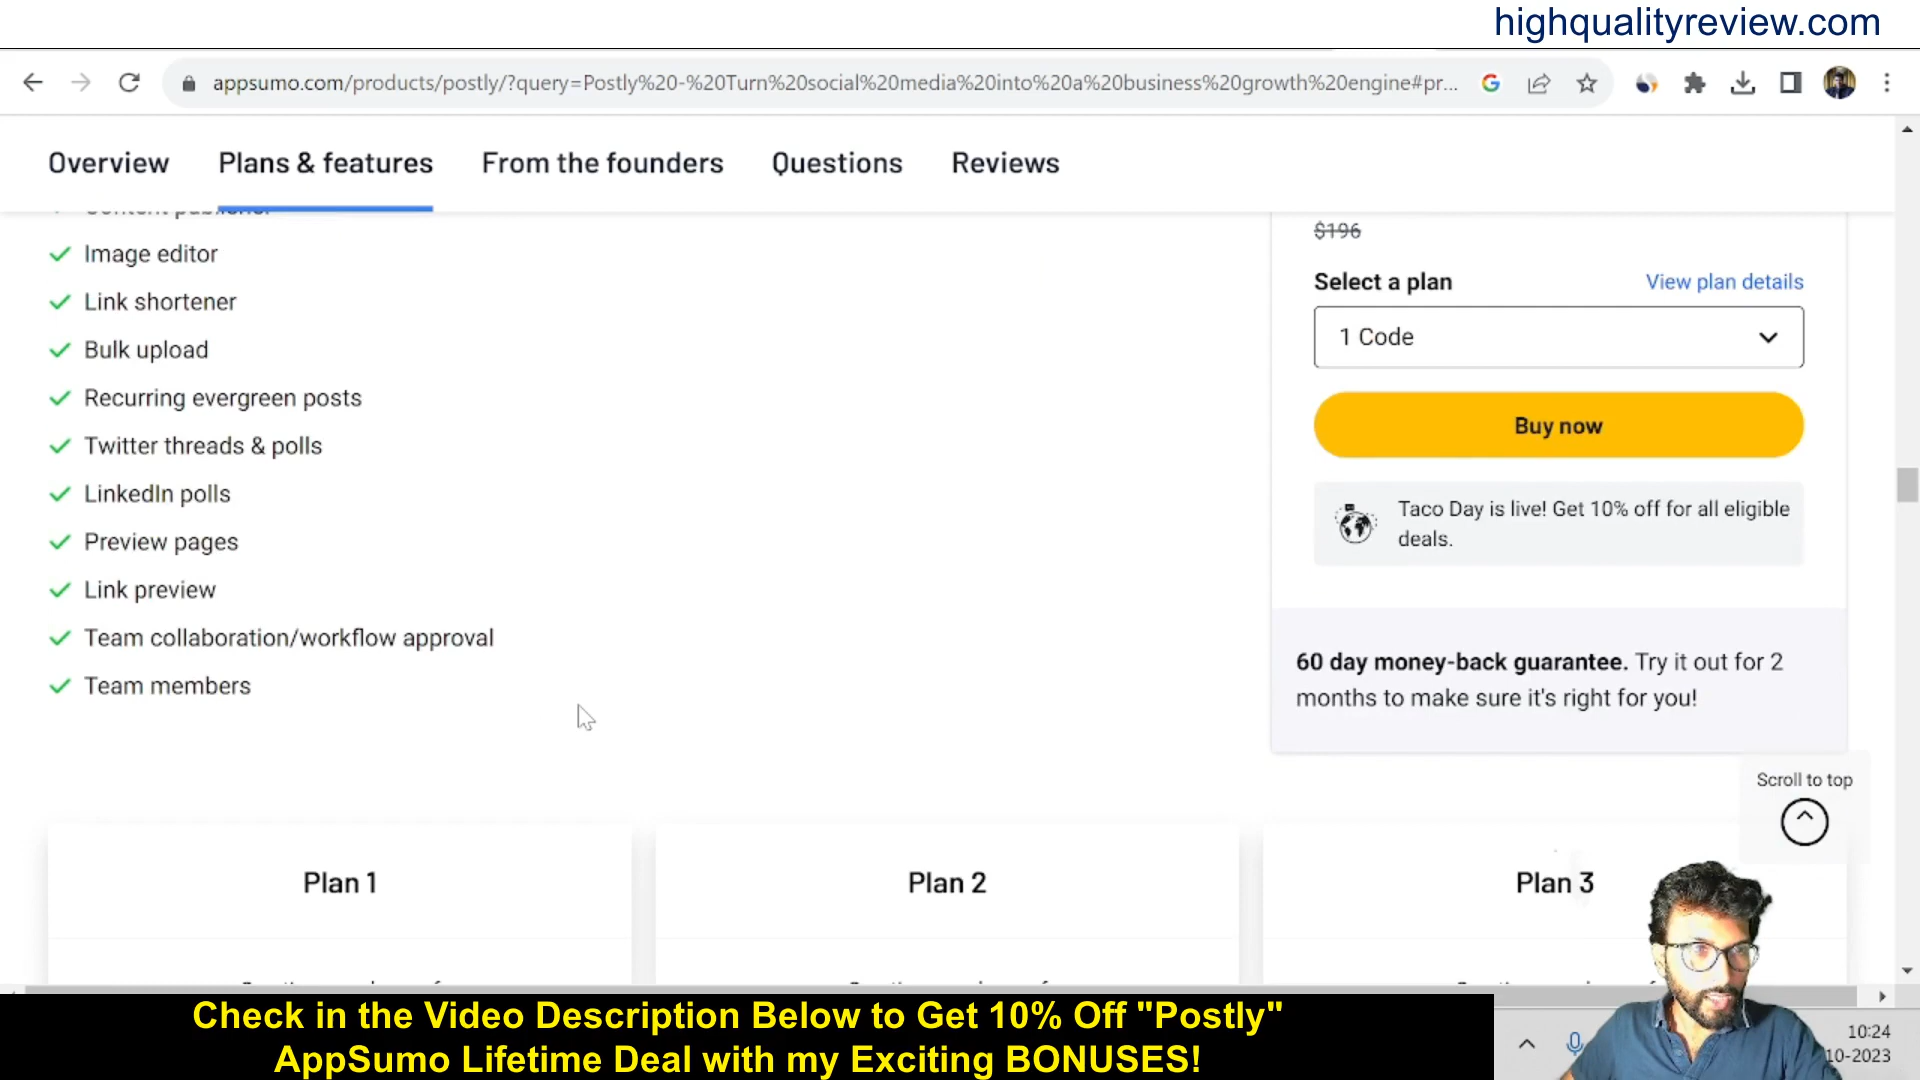 highqualityreview.com
appsumo.com/products/postly/?query=Postly%20-%20Turn%20social%20media%20into%20a%20business%20growth%20engine#pr...
Overview Plans & features From the founders Questions Reviews
Image editor
Link shortener
Bulk upload
Recurring evergreen posts
Twitter threads & polls
LinkedIn polls
Preview pages
Link preview
Team collaboration/workflow approval
Team members
$196
Select a plan View plan details
1 Code
Buy now
Taco Day is live! Get 10% off for all eligible
deals.
60 day money-back guarantee. Try it out for 2
months to make sure it's right for you!
Scroll to top
Plan 1 Plan 2 Plan 3
Check in the Video Description Below to Get 10% Off "Postly"
AppSumo Lifetime Deal with my Exciting BONUSES!
10:24
10-2023